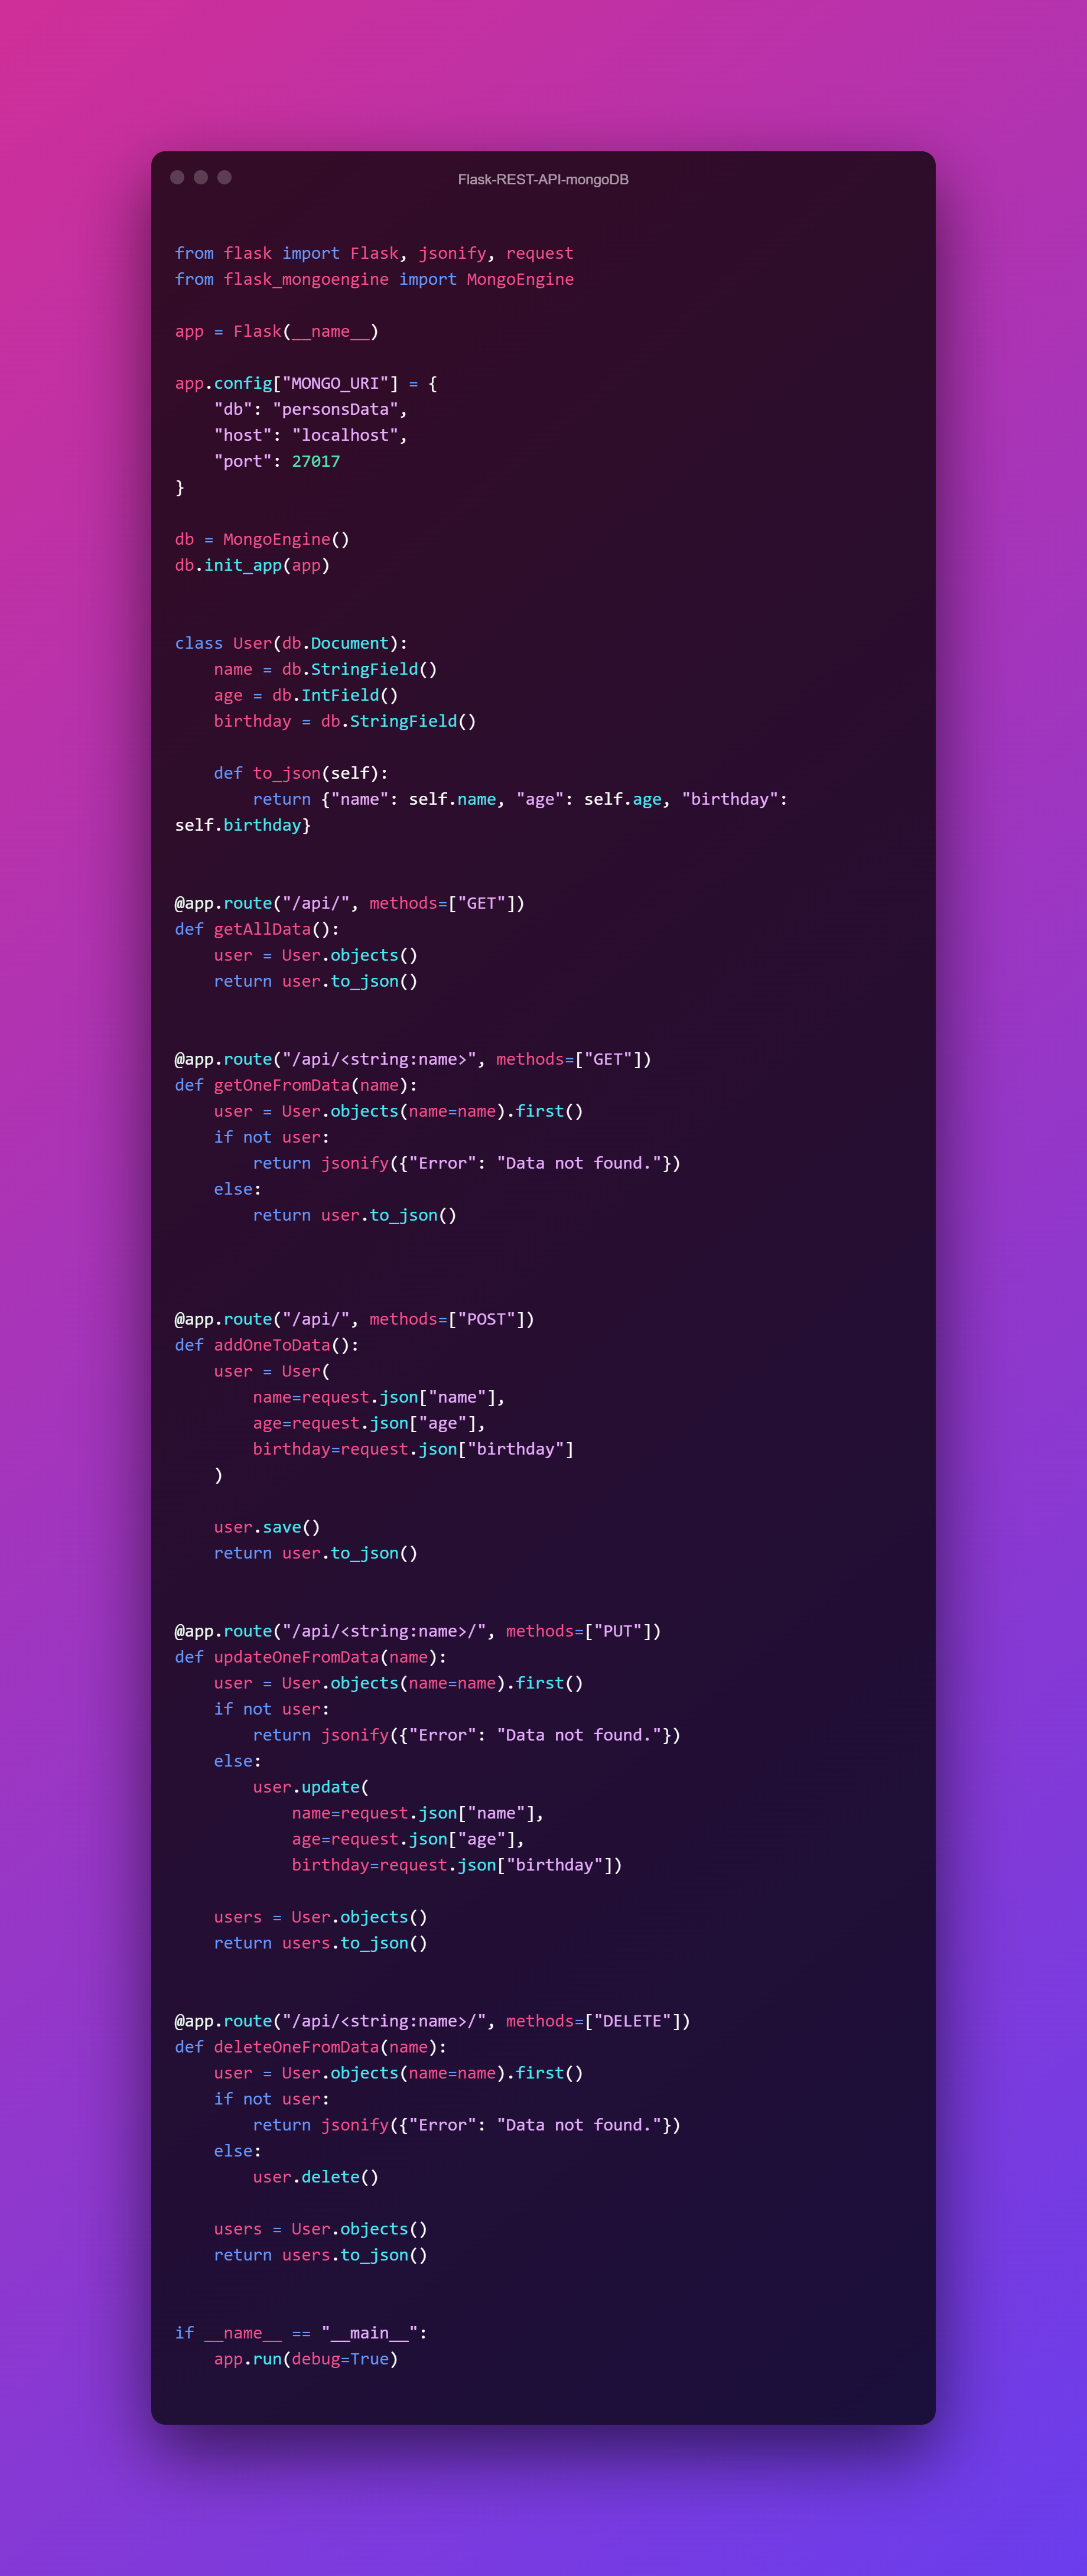 Flask-REST-API-mongoDB
from flask import Flask, jsonify, request
from flask_mongoengine import MongoEngine

app = Flask(__name__)

app.config["MONGO_URI"] = {
    "db": "personsData",
    "host": "localhost",
    "port": 27017
}

db = MongoEngine()
db.init_app(app)


class User(db.Document):
    name = db.StringField()
    age = db.IntField()
    birthday = db.StringField()

    def to_json(self):
        return {"name": self.name, "age": self.age, "birthday":
self.birthday}


@app.route("/api/", methods=["GET"])
def getAllData():
    user = User.objects()
    return user.to_json()


@app.route("/api/<string:name>", methods=["GET"])
def getOneFromData(name):
    user = User.objects(name=name).first()
    if not user:
        return jsonify({"Error": "Data not found."})
    else:
        return user.to_json()



@app.route("/api/", methods=["POST"])
def addOneToData():
    user = User(
        name=request.json["name"],
        age=request.json["age"],
        birthday=request.json["birthday"]
    )

    user.save()
    return user.to_json()


@app.route("/api/<string:name>/", methods=["PUT"])
def updateOneFromData(name):
    user = User.objects(name=name).first()
    if not user:
        return jsonify({"Error": "Data not found."})
    else:
        user.update(
            name=request.json["name"],
            age=request.json["age"],
            birthday=request.json["birthday"])

    users = User.objects()
    return users.to_json()


@app.route("/api/<string:name>/", methods=["DELETE"])
def deleteOneFromData(name):
    user = User.objects(name=name).first()
    if not user:
        return jsonify({"Error": "Data not found."})
    else:
        user.delete()

    users = User.objects()
    return users.to_json()


if __name__ == "__main__":
    app.run(debug=True)